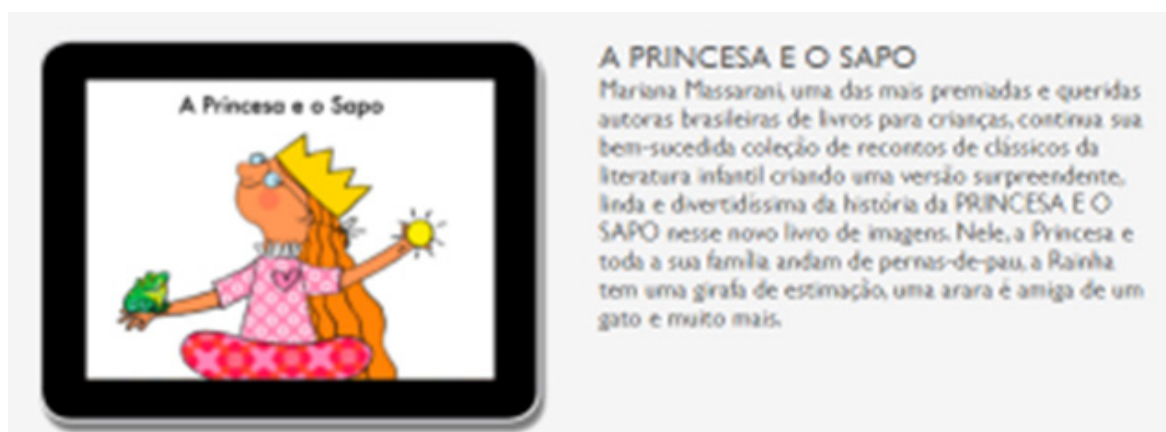 A Princesa e o Sapo
A PRINCESA E O SAPO
Mariana Massarani, uma das mais premiadas e queridas
autoras brasileiras de livros para crianças, continua sua
bem-sucedida coleção de recontos de clássicos da
literatura infantil criando uma versão surpreendente,
linda e divertidíssima da história da PRINCESA E O
SAPO nesse novo livro de imagens. Nele, a Princesa e
toda a sua família andam de pernas-de-pau, a Rainha
tem uma girafa de estimação, uma arara é amiga de um
gato e muito mais.